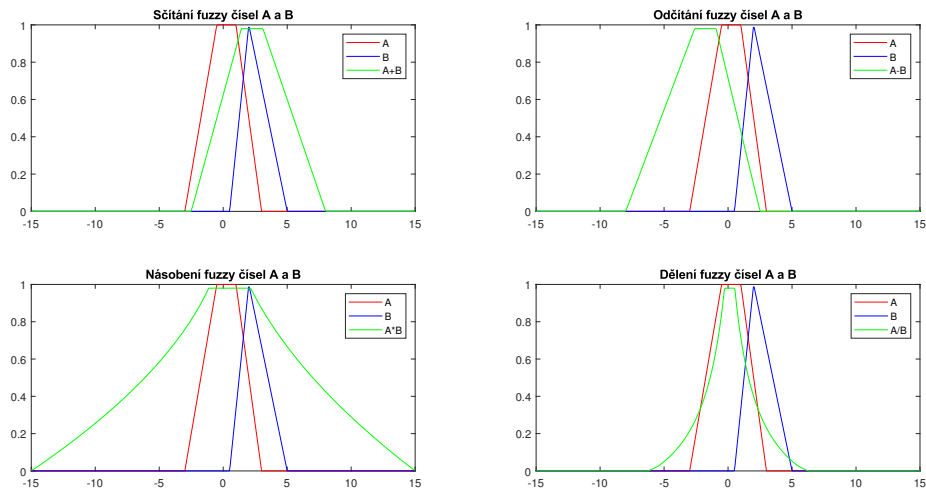 Sčítání fuzzy čísel A a B
1
0.8
0.6
0.4
0.2
0
-15 -10 -5 0 5 10 15
A
B
A+B
Odčítání fuzzy čísel A a B
1
0.8
0.6
0.4
0.2
0
-15 -10 -5 0 5 10 15
A
B
A-B
Násobení fuzzy čísel A a B
1
0.8
0.6
0.4
0.2
0
-15 -10 -5 0 5 10 15
A
B
A*B
Dělení fuzzy čísel A a B
1
0.8
0.6
0.4
0.2
0
-15 -10 -5 0 5 10 15
A
B
A/B